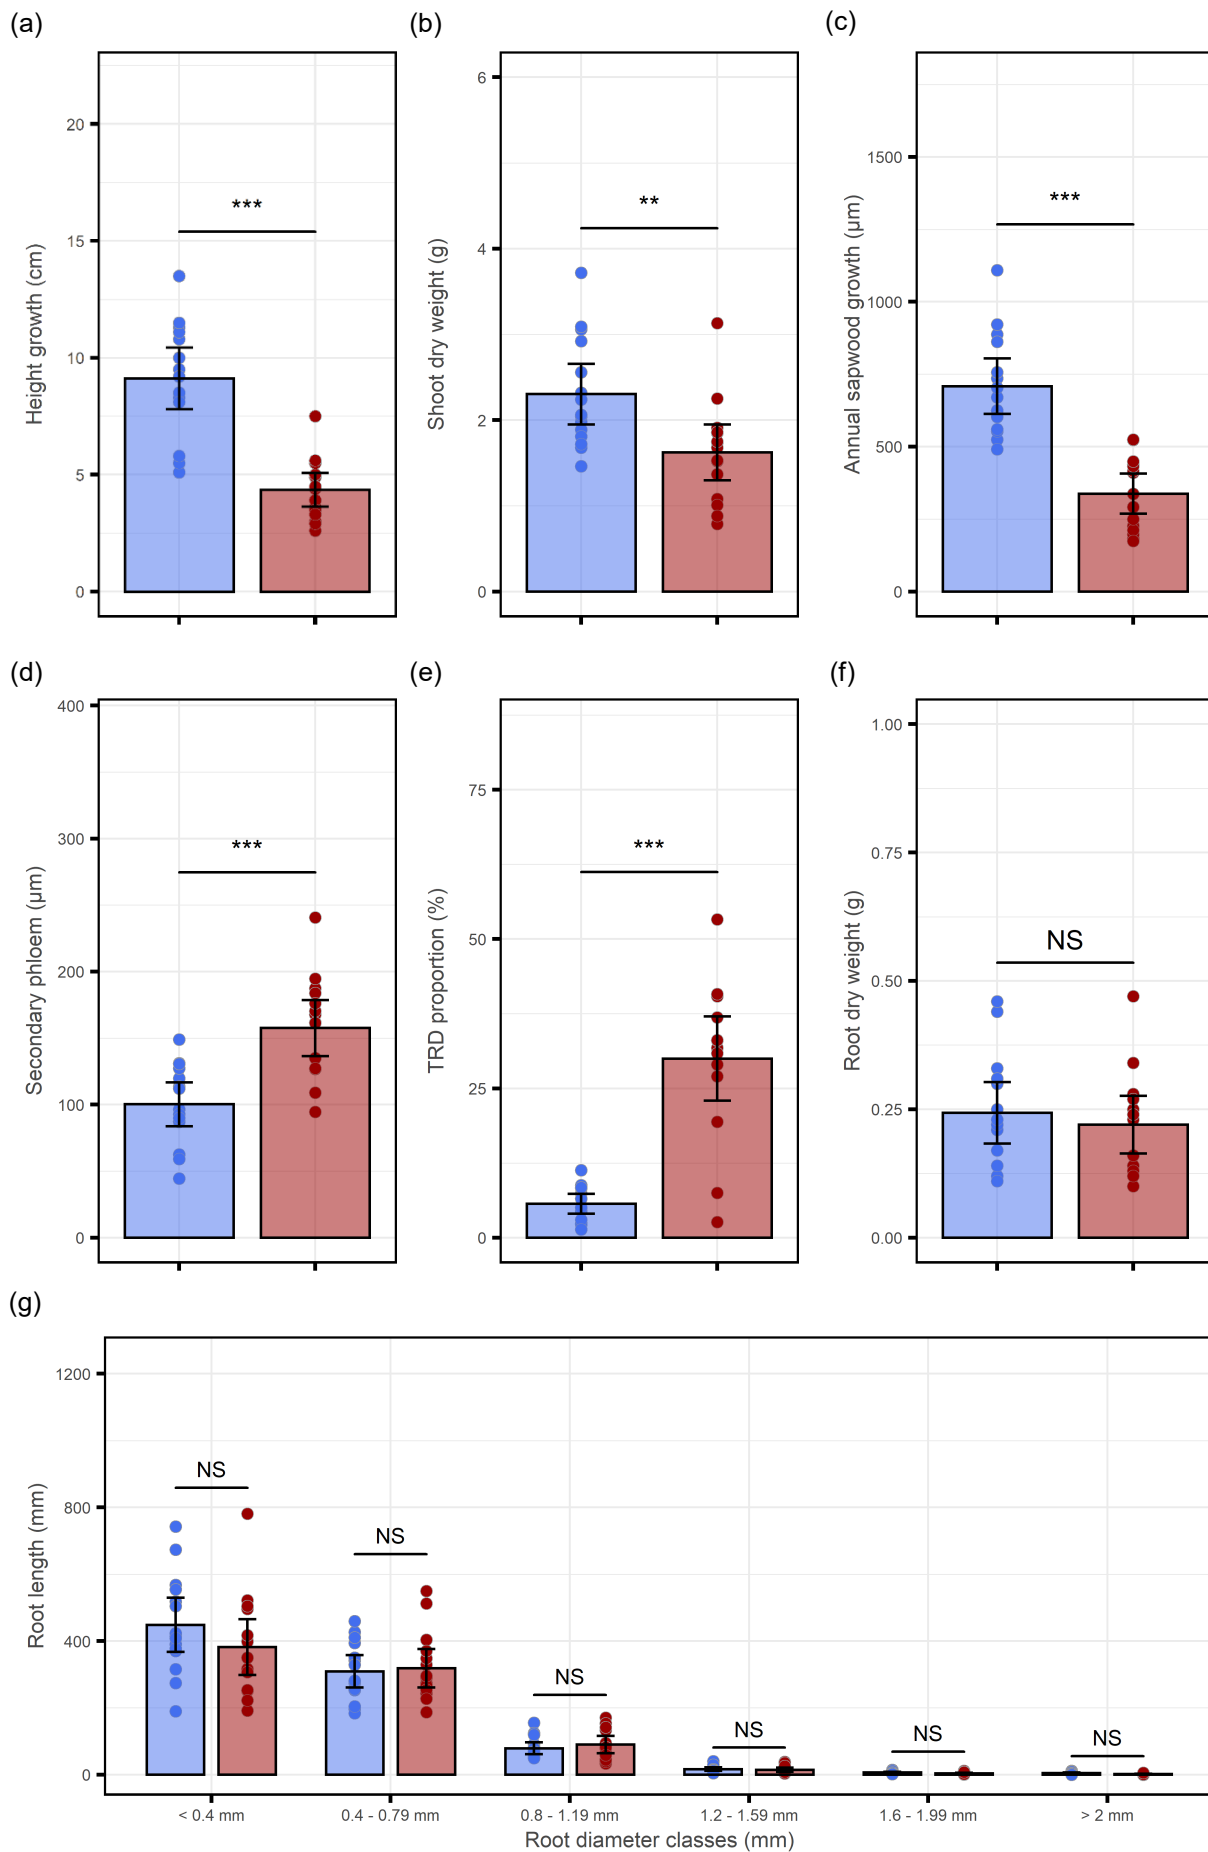 (a)
(b)
(c)
Height growth (cm)
20
15
10
5
0
***
Shoot dry weight (g)
6
4
2
0
**
Annual sapwood growth (µm)
1500
1000
500
0
***
(d)
(e)
(f)
Secondary phloem (µm)
400
300
200
100
0
***
TRD proportion (%)
75
50
25
0
***
Root dry weight (g)
1.00
0.75
0.50
0.25
0.00
NS
(g)
Root length (mm)
1200
800
400
0
NS
NS
NS
NS
NS
NS
< 0.4 mm
0.4 - 0.79 mm
0.8 - 1.19 mm
1.2 - 1.59 mm
1.6 - 1.99 mm
> 2 mm
Root diameter classes (mm)